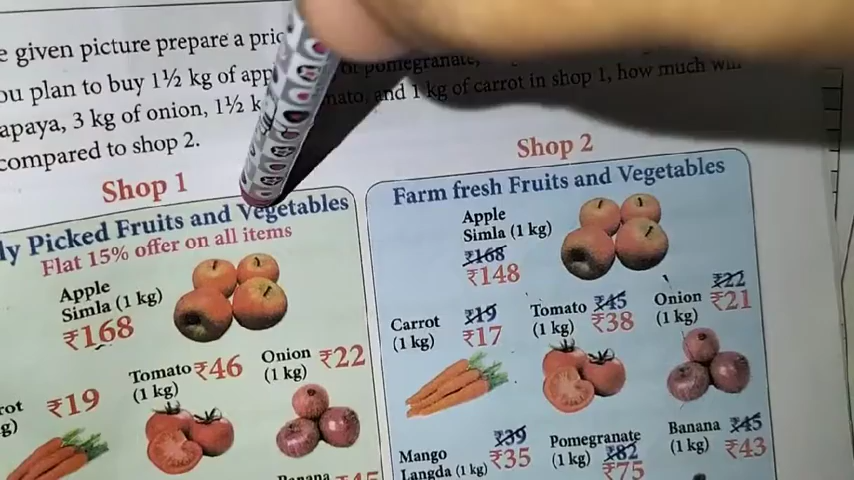 e given picture prepare a pric
ou plan to buy 1½ kg of app of pomegranate,
apaya, 3 kg of onion, 1½ k mato, and 1 kg of carrot in shop 1, how much wil
compared to shop 2.
Shop 1
ly Picked Fruits and Vegetables
Flat 15% offer on all items
Apple
Simla (1 kg)
₹168
rot
g)
₹19
Tomato
(1 kg)
₹46
Onion
(1 kg)
₹22
Banana ₹45
Shop 2
Farm fresh Fruits and Vegetables
Apple
Simla (1 kg)
₹168
₹148
Carrot
(1 kg)
₹19
₹17
Tomato
(1 kg)
₹45
₹38
Onion
(1 kg)
₹22
₹21
Mango
Langda (1 kg)
₹39
₹35
Pomegranate
(1 kg)
₹82
₹75
Banana
(1 kg)
₹45
₹43